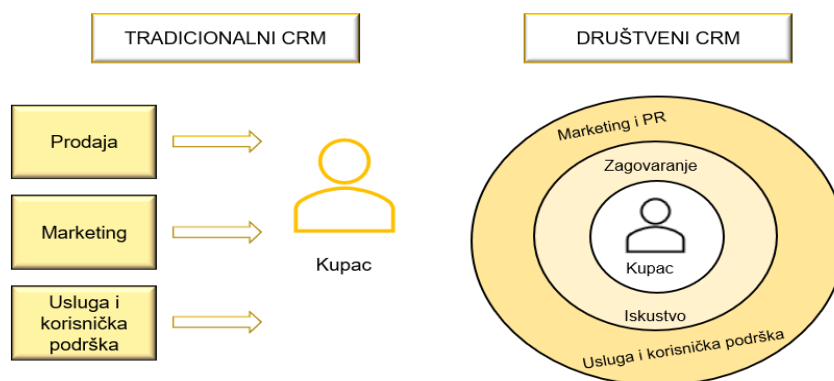 TRADICIONALNI CRM
Prodaja
Marketing
Usluga i
korisnička
podrška
Kupac
DRUŠTVENI CRM
Marketing i PR
Zagovaranje
Kupac
Iskustvo
Usluga i korisnička podrška